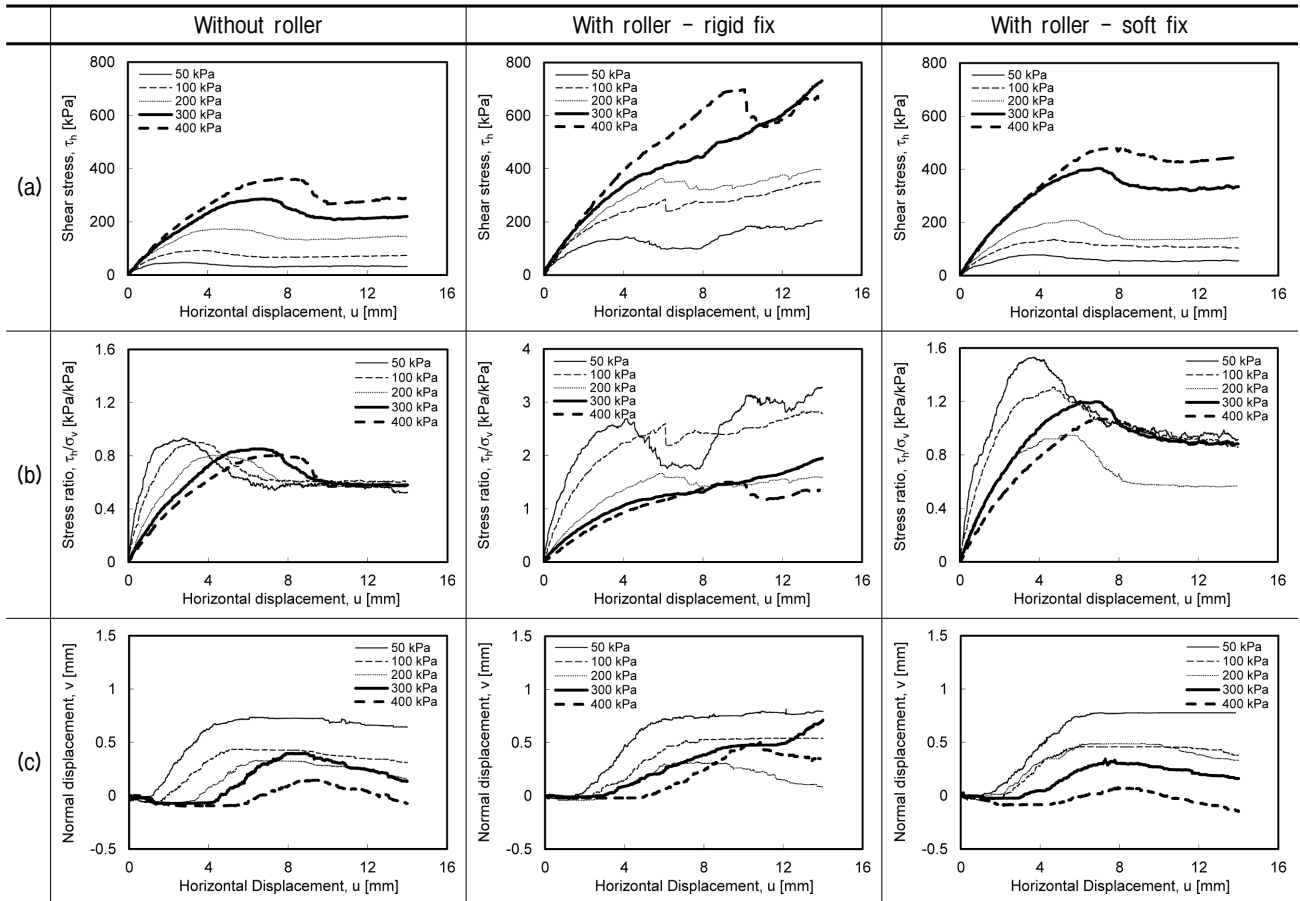 Without roller
With roller - rigid fix
With roller - soft fix
(a)
Shear stress, τh [kPa]
800
600
400
200
0
0 4 8 12 16
Horizontal displacement, u [mm]
50 kPa
100 kPa
200 kPa
300 kPa
400 kPa
Shear stress, τh [kPa]
800
600
400
200
0
0 4 8 12 16
Horizontal displacement, u [mm]
50 kPa
100 kPa
200 kPa
300 kPa
400 kPa
Shear stress, τh [kPa]
800
600
400
200
0
0 4 8 12 16
Horizontal displacement, u [mm]
50 kPa
100 kPa
200 kPa
300 kPa
400 kPa
(b)
Stress ratio, τh/σv [kPa/kPa]
1.6
1.2
0.8
0.4
0
0 4 8 12 16
Horizontal displacement, u [mm]
50 kPa
100 kPa
200 kPa
300 kPa
400 kPa
Stress ratio, τh/σv [kPa/kPa]
4
3
2
1
0
0 4 8 12 16
Horizontal displacement, u [mm]
50 kPa
100 kPa
200 kPa
300 kPa
400 kPa
Stress ratio, τh/σv [kPa/kPa]
1.6
1.2
0.8
0.4
0
0 4 8 12 16
Horizontal displacement, u [mm]
50 kPa
100 kPa
200 kPa
300 kPa
400 kPa
(c)
Normal displacement, v [mm]
1.5
1
0.5
0
-0.5
0 4 8 12 16
Horizontal Displacement, u [mm]
50 kPa
100 kPa
200 kPa
300 kPa
400 kPa
Normal displacement, v [mm]
1.5
1
0.5
0
-0.5
0 4 8 12 16
Horizontal Displacement, u [mm]
50 kPa
100 kPa
200 kPa
300 kPa
400 kPa
Normal displacement, v [mm]
1.5
1
0.5
0
-0.5
0 4 8 12 16
Horizontal Displacement, u [mm]
50 kPa
100 kPa
200 kPa
300 kPa
400 kPa